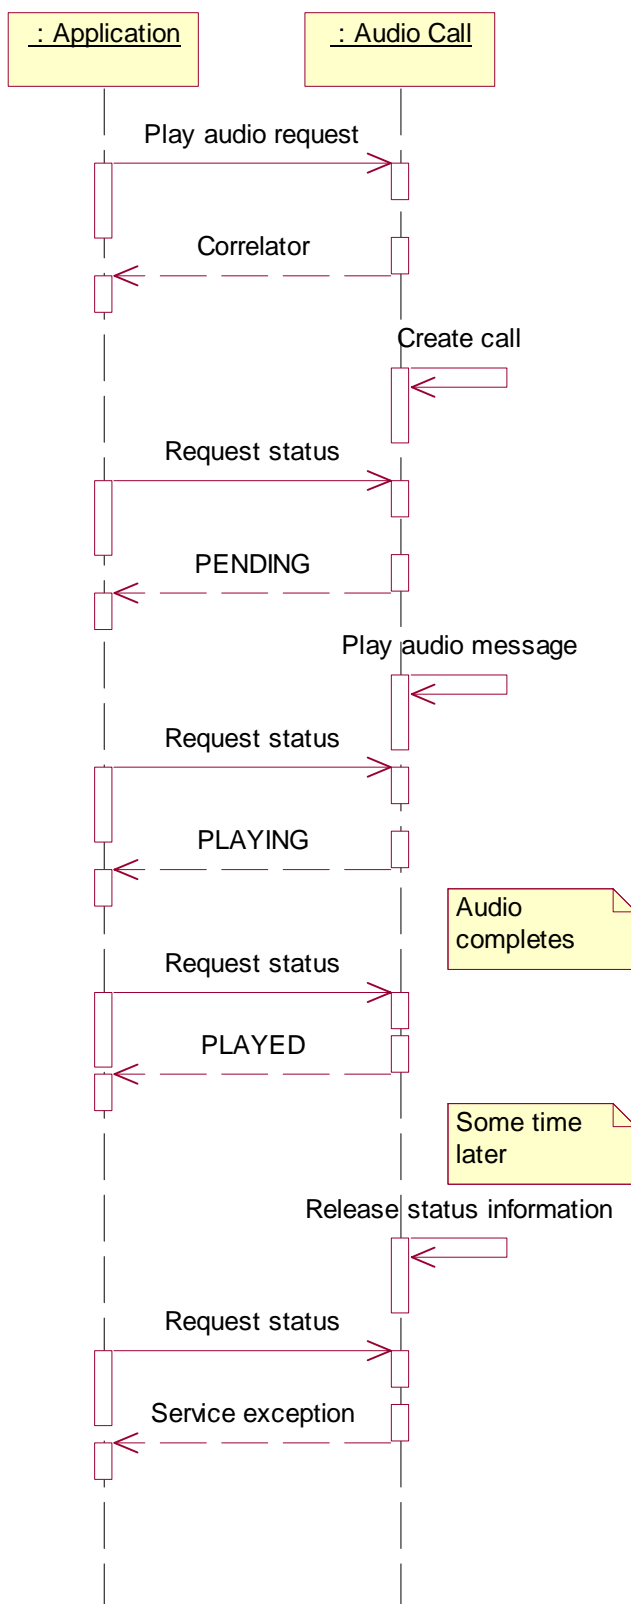 : Application
: Audio Call
Play audio request
Correlator
Create call
Request status
PENDING
Play audio message
Request status
PLAYING
Audio
completes
Request status
PLAYED
Some time
later
Release status information
Request status
Service exception